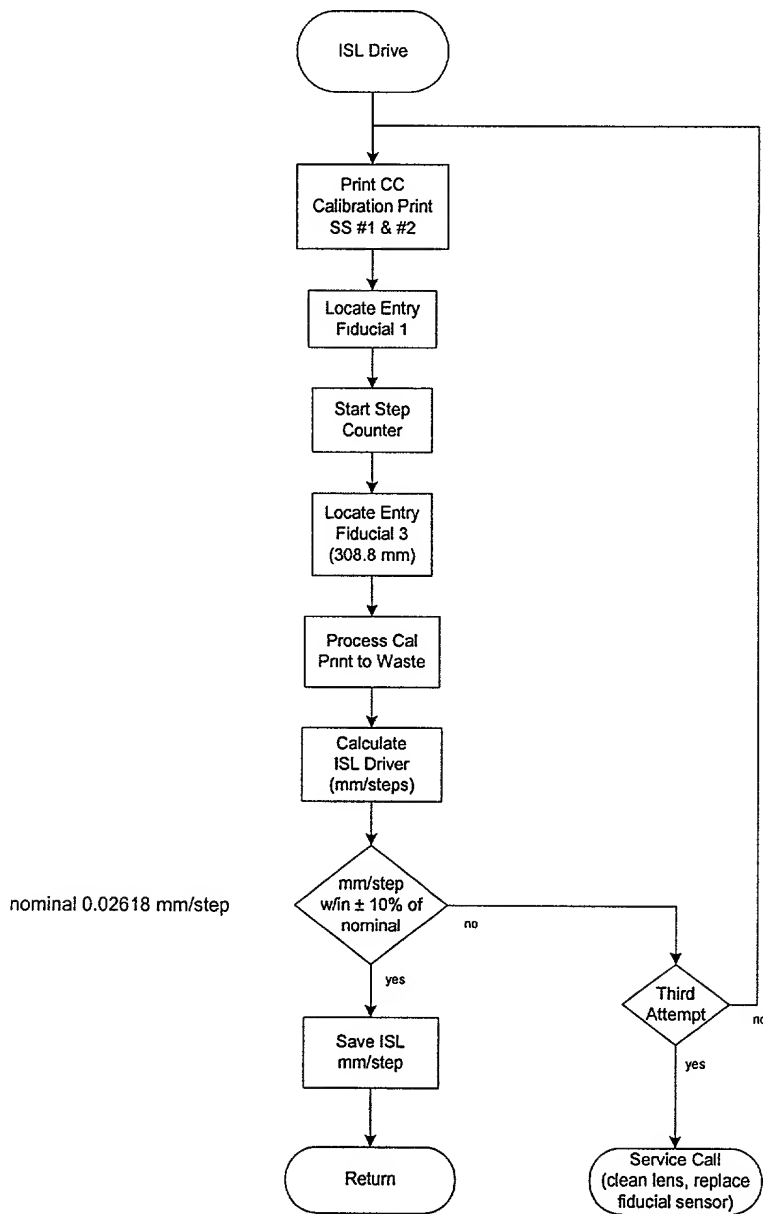 ISL Drive
Print CC
Calibration Print
SS #1 & #2
Locate Entry
Fiducial 1
Start Step
Counter
Locate Entry
Fiducial 3
(308.8 mm)
Process Cal
Print to Waste
Calculate
ISL Driver
(mm/steps)
nominal 0.02618 mm/step
mm/step
w/in ± 10% of
nominal
no
yes
Third
Attempt
no
yes
Save ISL
mm/step
Return
Service Call
(clean lens, replace
fiducial sensor)